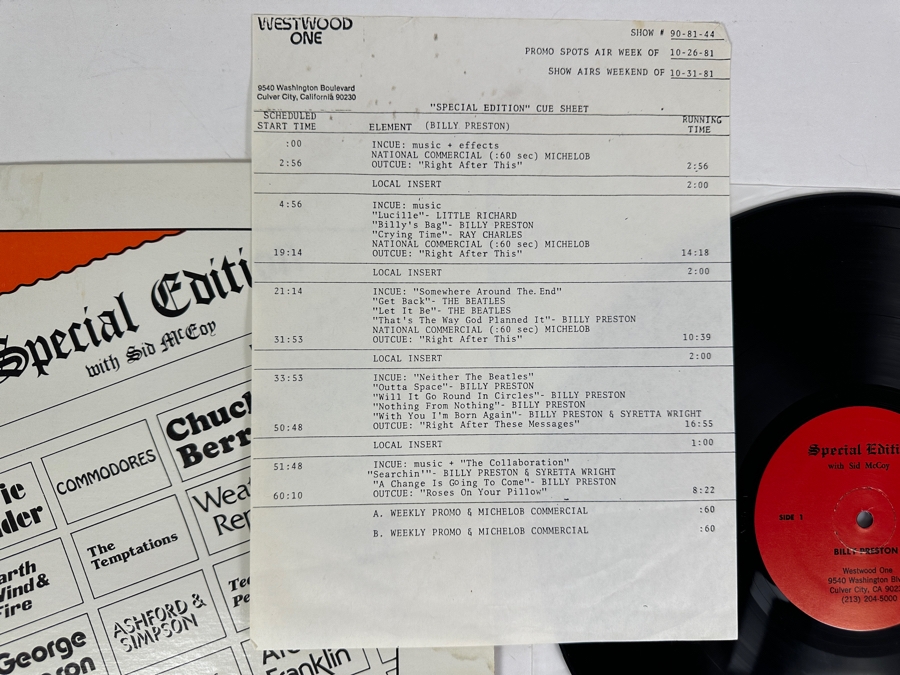 WESTWOOD
ONE
9540 Washington Boulevard
Culver City, California 90230
SHOW # 90-81-44
PROMO SPOTS AIR WEEK OF 10-26-81
SHOW AIRS WEEKEND OF 10-31-81
"SPECIAL EDITION" CUE SHEET
SCHEDULED
START TIME ELEMENT (BILLY PRESTON) RUNNING
TIME
:00 INCUE: music + effects
NATIONAL COMMERCIAL (:60 sec) MICHELOB
2:56 OUTCUE: "Right After This" 2:56
LOCAL INSERT 2:00
4:56 INCUE: music
"Lucille"- LITTLE RICHARD
"Billy's Bag"- BILLY PRESTON
"Crying Time"- RAY CHARLES
NATIONAL COMMERCIAL (:60 sec) MICHELOB
19:14 OUTCUE: "Right After This" 14:18
LOCAL INSERT 2:00
21:14 INCUE: "Somewhere Around The End"
"Get Back"- THE BEATLES
"Let It Be"- THE BEATLES
"That's The Way God Planned It"- BILLY PRESTON
NATIONAL COMMERCIAL (:60 sec) MICHELOB
31:53 OUTCUE: "Right After This" 10:39
LOCAL INSERT 2:00
33:53 INCUE: "Neither The Beatles"
"Outta Space"- BILLY PRESTON
"Will It Go Round In Circles"- BILLY PRESTON
"Nothing From Nothing"- BILLY PRESTON
"With You I'm Born Again"- BILLY PRESTON & SYRETTA WRIGHT
50:48 OUTCUE: "Right After These Messages" 16:55
LOCAL INSERT 1:00
51:48 INCUE: music + "The Collaboration"
"Searchin'"- BILLY PRESTON & SYRETTA WRIGHT
"A Change Is Going To Come"- BILLY PRESTON
60:10 OUTCUE: "Roses On Your Pillow" 8:22
A. WEEKLY PROMO & MICHELOB COMMERCIAL :60
B. WEEKLY PROMO & MICHELOB COMMERCIAL :60
Special Editi
with Sid McCoy
Chuck
Berr
COMMODORES
ic
nder
Weat
Rep
The
Temptations
arth
Wind &
Fire
Te
Pe
ASHFORD &
SIMPSON
George
son
Are
Franklin
Special Editi
with Sid McCoy
SIDE 1
BILLY PRESTON
Westwood One
9540 Washington Blv
Culver City, CA 902
(213) 204-5000